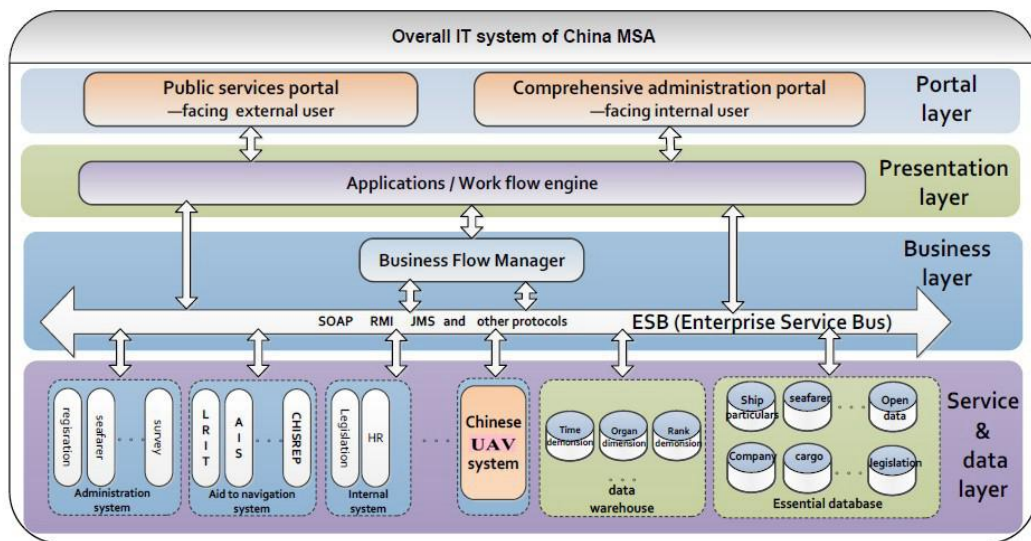 Overall IT system of China MSA
Public services portal
—facing external user
Comprehensive administration portal
—facing internal user
Portal
layer
Applications / Work flow engine
Presentation
layer
Business Flow Manager
Business
layer
SOAP RMI JMS and other protocols
ESB (Enterprise Service Bus)
regisration
seafarer
...
survey
Administration
system
LRIT
AIS
...
CHISREP
Aid to navigation
system
Legislation
HR
Internal
system
...
Chinese
UAV
system
Time
demonsion
Organ
dimension
Rank
demonsion
...
data
warehouse
Ship
particulars
seafarer
...
Open
data
Company
cargo
...
legislation
Essential database
Service
&
data
layer